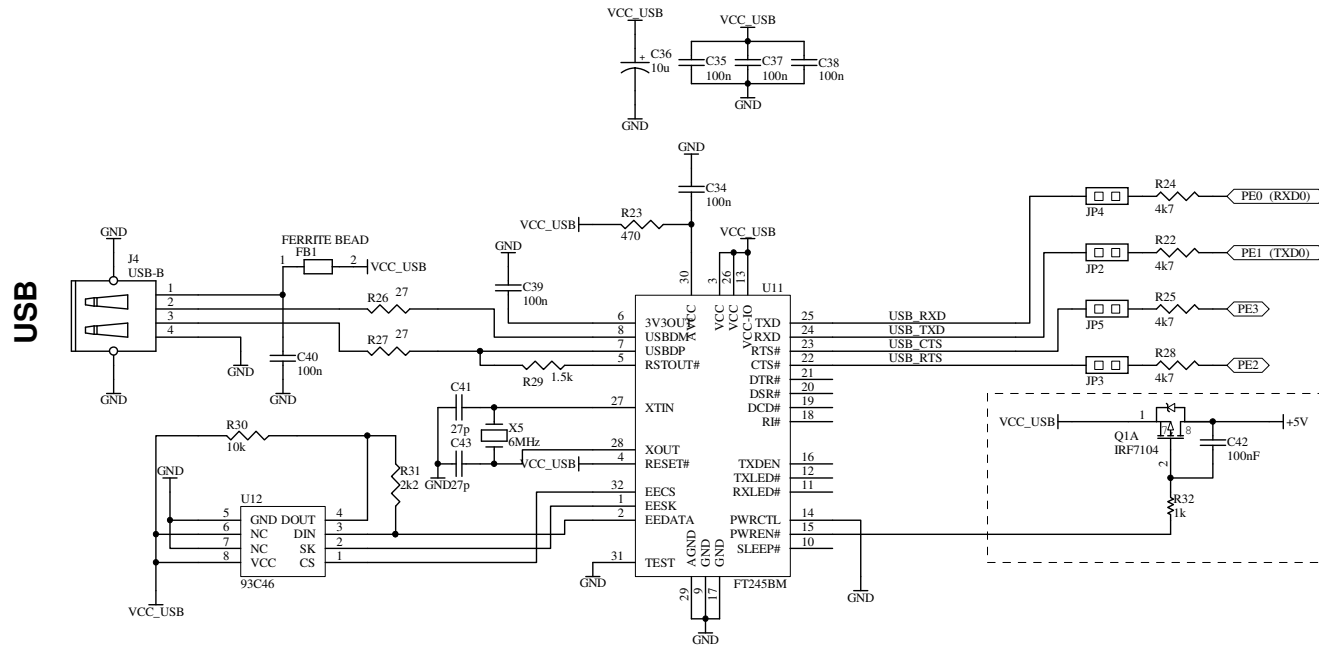 USB
VCC_USB
+
C36
10u
GND
VCC_USB
C35
100n
C37
100n
C38
100n
GND
GND
C34
100n
VCC_USB
R23
470
VCC_USB
GND
J4
USB-B
1
2
3
4
GND
GND
FERRITE BEAD
FB1
1
2
VCC_USB
C40
100n
GND
R26
27
R27
27
R29
1.5k
GND
C39
100n
C41
27p
C43
27p
GND
X5
6MHz
VCC_USB
U11
30
AVCC
3
VCC
26
VCC
13
VCC-IO
6
3V3OUT
8
USBDM
7
USBDP
5
RSTOUT#
27
XTIN
28
XOUT
4
RESET#
32
EECS
1
EESK
2
EEDATA
31
TEST
GND
TXD
25
RXD
24
RTS#
23
CTS#
22
DTR#
21
DSR#
20
DCD#
19
RI#
18
TXDEN
16
TXLED#
12
RXLED#
11
PWRCTL
14
PWREN#
15
SLEEP#
10
AGND
GND
GND
29
9
17
FT245BM
GND
GND
USB_RXD
USB_TXD
USB_CTS
USB_RTS
JP4
R24
4k7
PE0 (RXD0)
JP2
R22
4k7
PE1 (TXD0)
JP5
R25
4k7
PE3
JP3
R28
4k7
PE2
VCC_USB
1
7
8
2
Q1A
IRF7104
+5V
C42
100nF
R32
1k
R30
10k
R31
2k2
GND
U12
5
GND
DOUT
4
6
NC
DIN
3
7
NC
SK
2
8
VCC
CS
1
93C46
VCC_USB